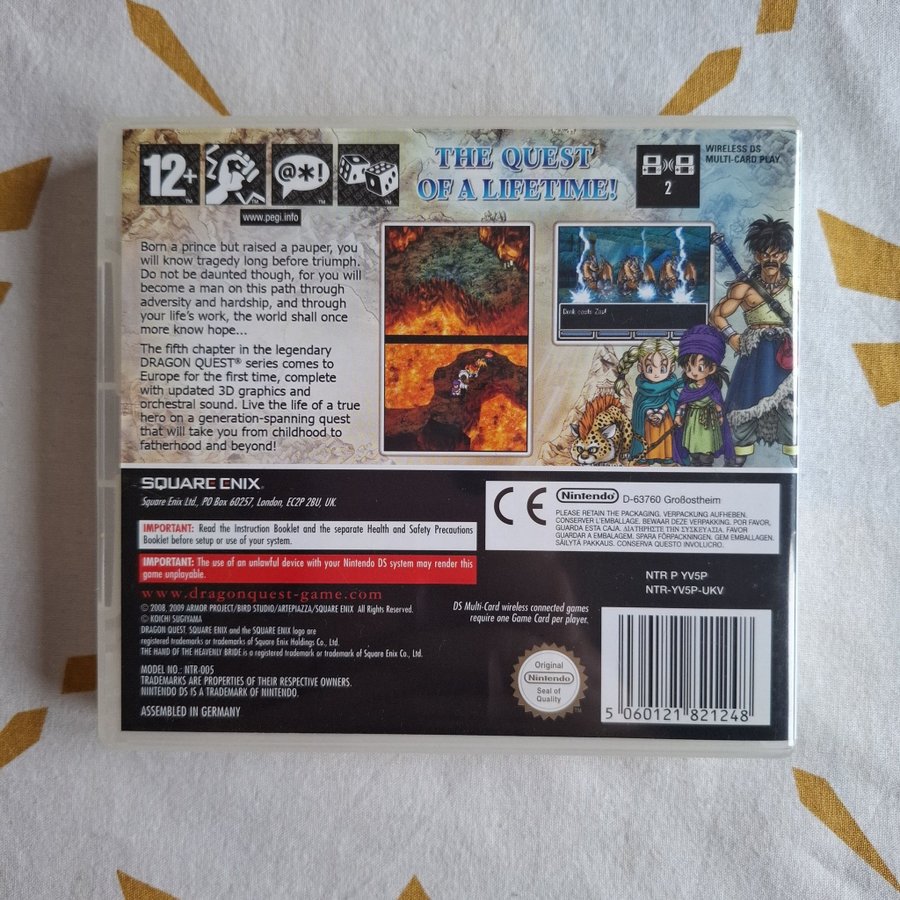 12+
@*!
www.pegi.info
THE QUEST
OF A LIFETIME!
2
WIRELESS DS
MULTI-CARD PLAY
Born a prince but raised a pauper, you
will know tragedy long before triumph.
Do not be daunted though, for you will
become a man on this path through
adversity and hardship, and through
your life's work, the world shall once
more know hope...
The fifth chapter in the legendary
DRAGON QUEST® series comes to
Europe for the first time, complete
with updated 3D graphics and
orchestral sound. Live the life of a true
hero on a generation-spanning quest
that will take you from childhood to
fatherhood and beyond!
casts
SQUARE ENIX
Square Enix Ltd., PO Box 60257, London, EC2P 2BU, UK.
IMPORTANT: Read the Instruction Booklet and the separate Health and Safety Precautions
Booklet before setup or use of your system.
IMPORTANT: The use of an unlawful device with your Nintendo DS system may render this
game unplayable.
www.dragonquest-game.com
© 2008, 2009 ARMOR PROJECT/BIRD STUDIO/ARTEPIAZZA/SQUARE ENIX All Rights Reserved.
© KOICHI SUGIYAMA
DRAGON QUEST, SQUARE ENIX and the SQUARE ENIX logo are
registered trademarks or trademarks of Square Enix Holdings Co., Ltd.
THE HAND OF THE HEAVENLY BRIDE is a registered trademark or trademark of Square Enix Co., Ltd.
MODEL NO.: NTR-005
TRADEMARKS ARE PROPERTIES OF THEIR RESPECTIVE OWNERS.
NINTENDO DS IS A TRADEMARK OF NINTENDO.
ASSEMBLED IN GERMANY
CE
Nintendo D-63760 Großostheim
PLEASE RETAIN THE PACKAGING. VERPACKUNG AUFHEBEN.
CONSERVER L'EMBALLAGE. BEWAAR DEZE VERPAKKING. POR FAVOR,
GUARDA ESTA CAJA. ΔΙΑΤΗΡΗΣΤΕ ΤΗΝ ΣΥΣΚΕΥΑΣΙΑ. FAVOR
GUARDAR A EMBALAGEM. SPARA FÖRPACKNINGEN. GEM EMBALLAGEN.
SÄILYTÄ PAKKAUS. CONSERVA QUESTO INVOLUCRO.
NTR P YV5P
NTR-YV5P-UKV
DS Multi-Card wireless connected games
require one Game Card per player.
Original
Nintendo
Seal of
Quality
TM
5 060121 821248